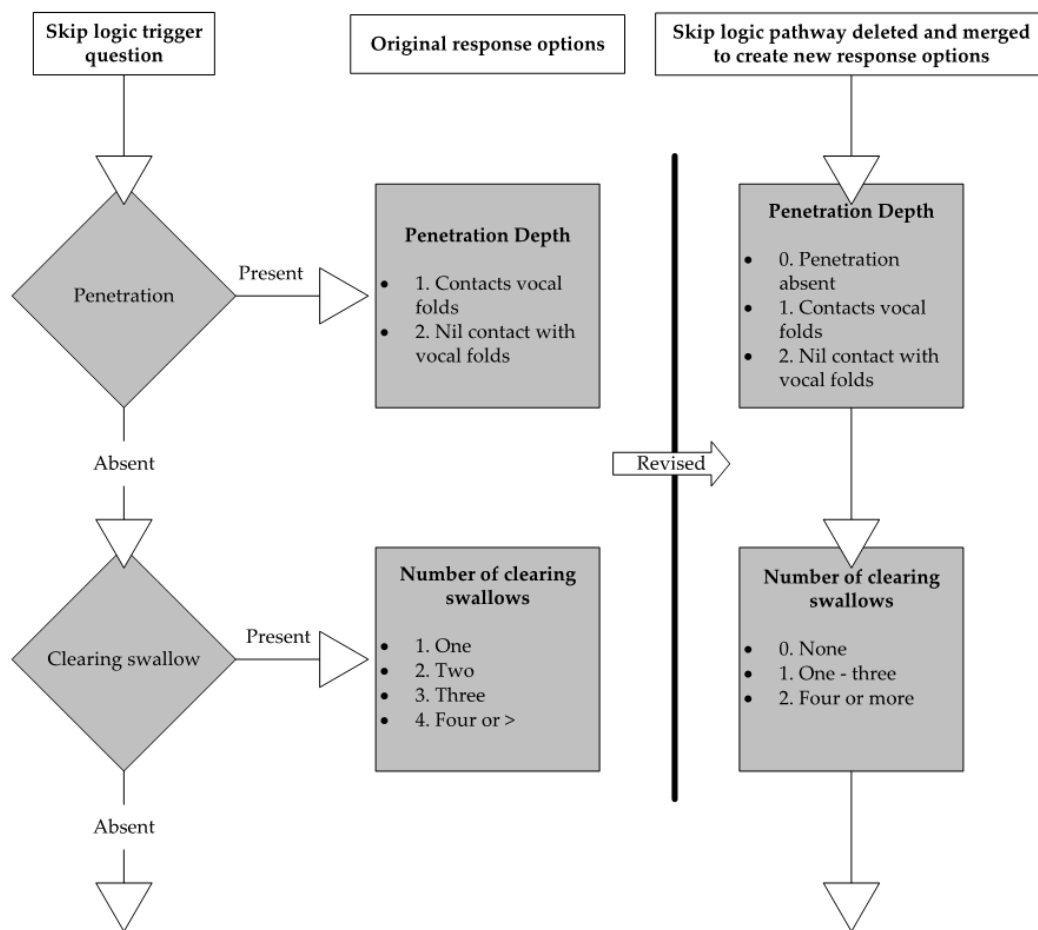 Skip logic trigger
question
Original response options
Skip logic pathway deleted and merged
to create new response options
Penetration
Present
Penetration Depth
• 1. Contacts vocal
folds
• 2. Nil contact with
vocal folds
Absent
Clearing swallow
Present
Number of clearing
swallows
• 1. One
• 2. Two
• 3. Three
• 4. Four or >
Absent
Revised
Penetration Depth
• 0. Penetration
absent
• 1. Contacts vocal
folds
• 2. Nil contact with
vocal folds
Number of clearing
swallows
• 0. None
• 1. One - three
• 2. Four or more